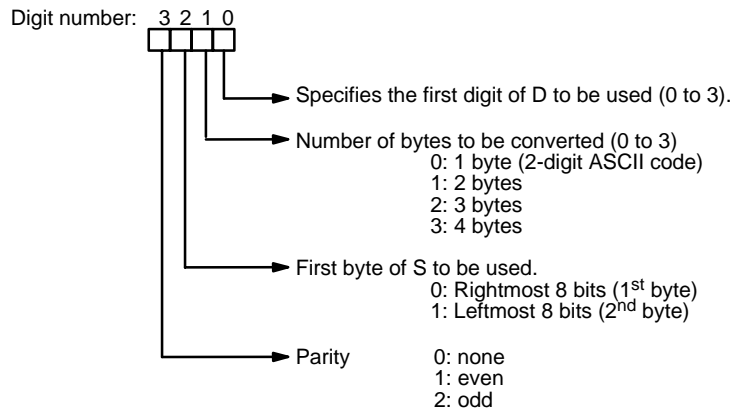 Digit number: 3 2 1 0
Specifies the first digit of D to be used (0 to 3).
Number of bytes to be converted (0 to 3)
0: 1 byte (2-digit ASCII code)
1: 2 bytes
2: 3 bytes
3: 4 bytes
First byte of S to be used.
0: Rightmost 8 bits (1st byte)
1: Leftmost 8 bits (2nd byte)
Parity 0: none
1: even
2: odd